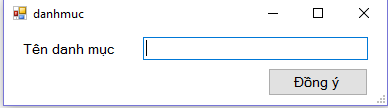 danhmuc
Tên danh mục
Đồng ý